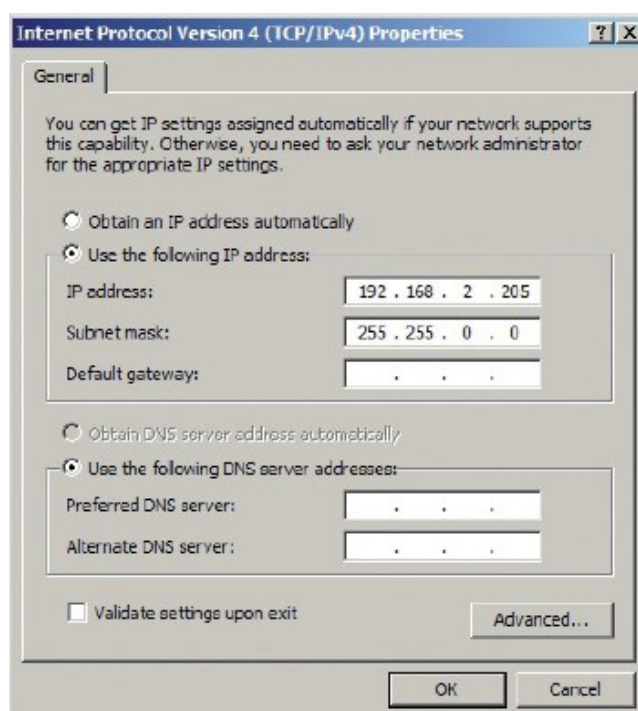 Internet Protocol Version 4 (TCP/IPv4) Properties
General
You can get IP settings assigned automatically if your network supports
this capability. Otherwise, you need to ask your network administrator
for the appropriate IP settings.
Obtain an IP address automatically
Use the following IP address:
IP address: 192 . 168 . 2 . 205
Subnet mask: 255 . 255 . 0 . 0
Default gateway: . . .
Obtain DNS server address automatically
Use the following DNS server addresses:
Preferred DNS server: . . .
Alternate DNS server: . . .
Validate settings upon exit
Advanced...
OK Cancel